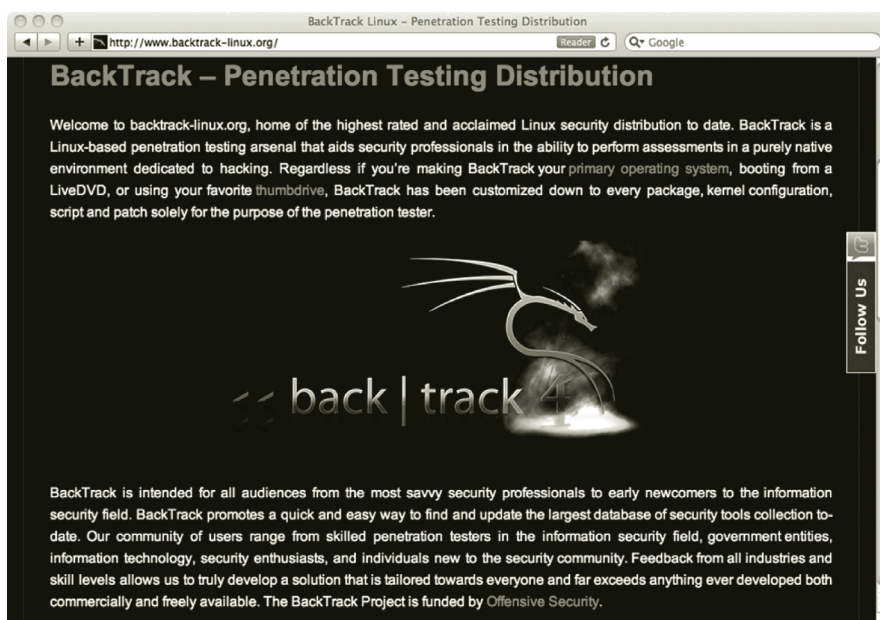 BackTrack Linux – Penetration Testing Distribution
http://www.backtrack-linux.org/
Reader
Google
BackTrack – Penetration Testing Distribution
Welcome to backtrack-linux.org, home of the highest rated and acclaimed Linux security distribution to date. BackTrack is a
Linux-based penetration testing arsenal that aids security professionals in the ability to perform assessments in a purely native
environment dedicated to hacking. Regardless if you're making BackTrack your primary operating system, booting from a
LiveDVD, or using your favorite thumbdrive, BackTrack has been customized down to every package, kernel configuration,
script and patch solely for the purpose of the penetration tester.
Follow Us
<< back | track 4
BackTrack is intended for all audiences from the most savvy security professionals to early newcomers to the information
security field. BackTrack promotes a quick and easy way to find and update the largest database of security tools collection to-
date. Our community of users range from skilled penetration testers in the information security field, government entities,
information technology, security enthusiasts, and individuals new to the security community. Feedback from all industries and
skill levels allows us to truly develop a solution that is tailored towards everyone and far exceeds anything ever developed both
commercially and freely available. The BackTrack Project is funded by Offensive Security.